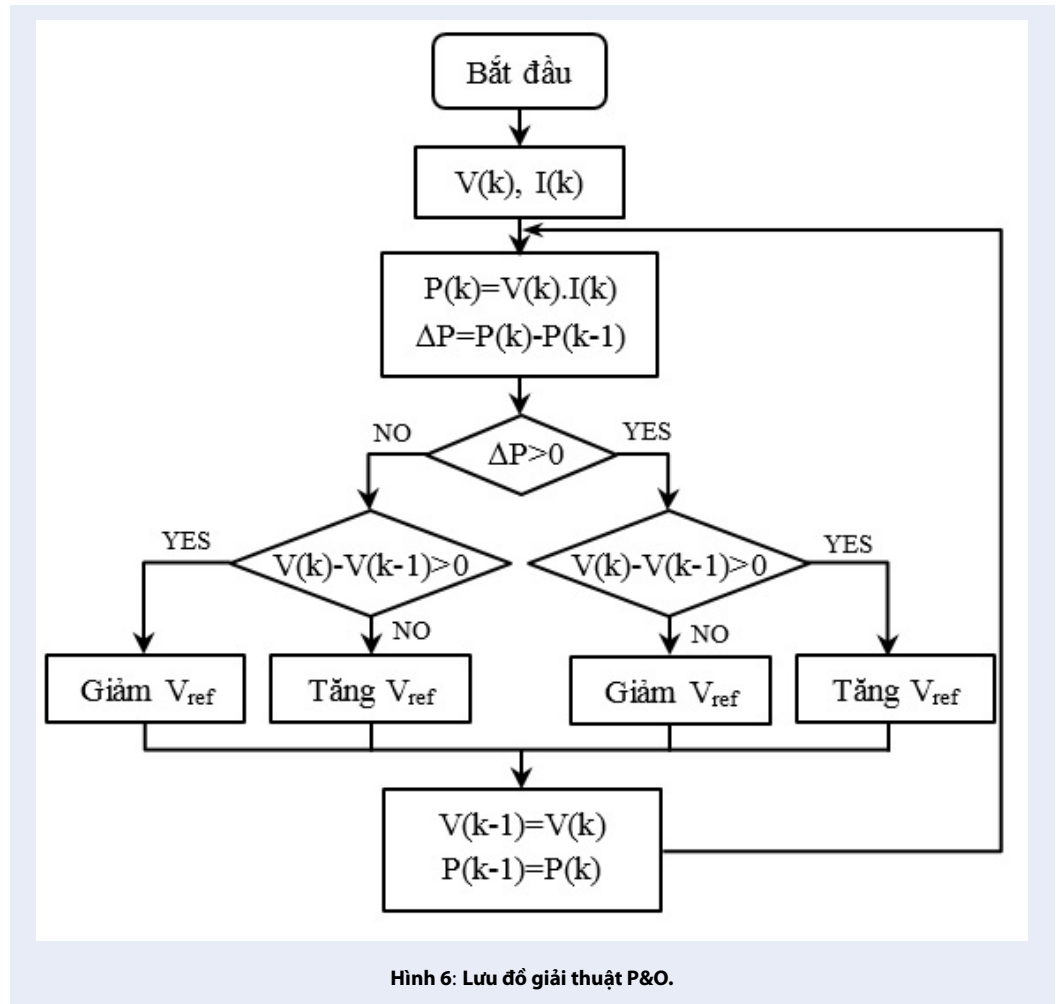 Bắt đầu
V(k), I(k)
P(k)=V(k).I(k)
ΔP=P(k)-P(k-1)
NO
YES
ΔP>0
YES
V(k)-V(k-1)>0
V(k)-V(k-1)>0
YES
NO
NO
Giảm Vref
Tăng Vref
Giảm Vref
Tăng Vref
V(k-1)=V(k)
P(k-1)=P(k)
Hình 6: Lưu đồ giải thuật P&O.